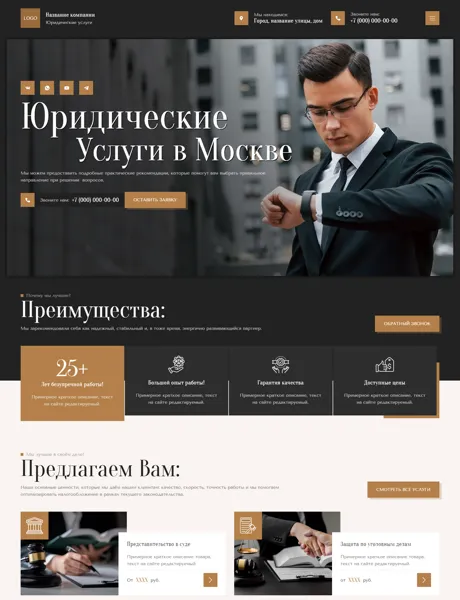 LOGO
Название компании
Юридические услуги
Мы находимся:
Город, название улицы, дом
Звоните нам:
+7 (000) 000-00-00
Юридические
Услуги в Москве
Мы можем предоставить подробные практические рекомендации, которые помогут вам выбрать правильное
направление при решении вопросов.
Звоните нам: +7 (000) 000-00-00
ОСТАВИТЬ ЗАЯВКУ
Почему мы лучшие?
Преимущества:
Мы зарекомендовали себя как надежный, стабильный и, в тоже время, энергично развивающийся партнер.
ОБРАТНЫЙ ЗВОНОК
25+
Лет безупречной работы!
Примерное краткое описание, текст
на сайте редактируемый.
Большой опыт работы!
Примерное краткое описание, текст
на сайте редактируемый.
Гарантия качества
Примерное краткое описание, текст
на сайте редактируемый.
Доступные цены
Примерное краткое описание, текст
на сайте редактируемый.
Мы лучшие в своём деле!
Предлагаем Вам:
Наши основные ценности, которые мы даём нашим клиентам: качество, скорость, точность работы и мы поможем
оптимизировать налогообложение в рамках текущего законодательства.
СМОТРЕТЬ ВСЕ УСЛУГИ
Представительство в суде
Примерное краткое описание товара,
текст на сайте редактируемый
От XXXX руб.
Защита по уголовным делам
Примерное краткое описание товара,
текст на сайте редактируемый
От XXXX руб.